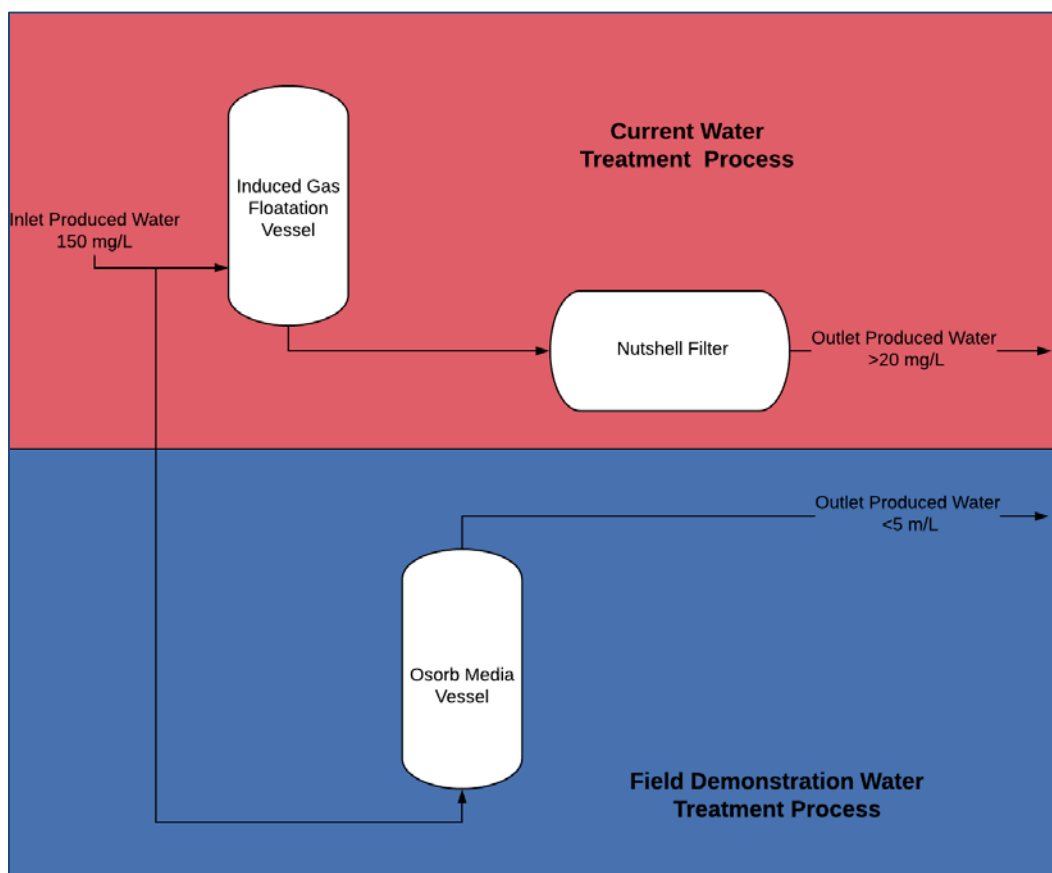 Current Water
Treatment Process
Induced Gas
Floatation
Vessel
Inlet Produced Water
150 mg/L
Nutshell Filter
Outlet Produced Water
>20 mg/L
Outlet Produced Water
<5 m/L
Osorb Media
Vessel
Field Demonstration Water
Treatment Process